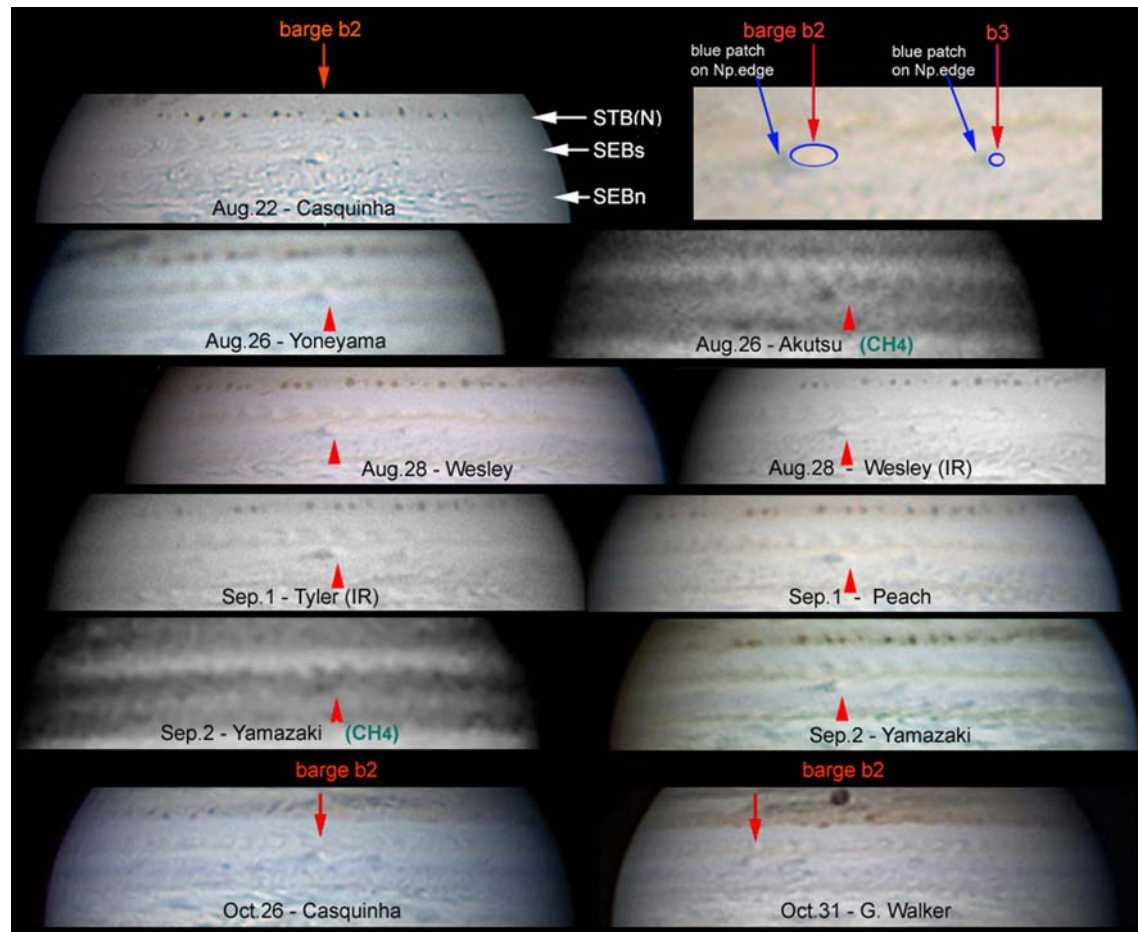 barge b2
barge b2
b3
blue patch
on Np.edge
blue patch
on Np.edge
STB(N)
SEBs
SEBn
Aug.22 - Casquinha
Aug.26 - Yoneyama
Aug.26 - Akutsu (CH4)
Aug.28 - Wesley
Aug.28 - Wesley (IR)
Sep.1 - Tyler (IR)
Sep.1 - Peach
Sep.2 - Yamazaki (CH4)
Sep.2 - Yamazaki
barge b2
barge b2
Oct.26 - Casquinha
Oct.31 - G. Walker